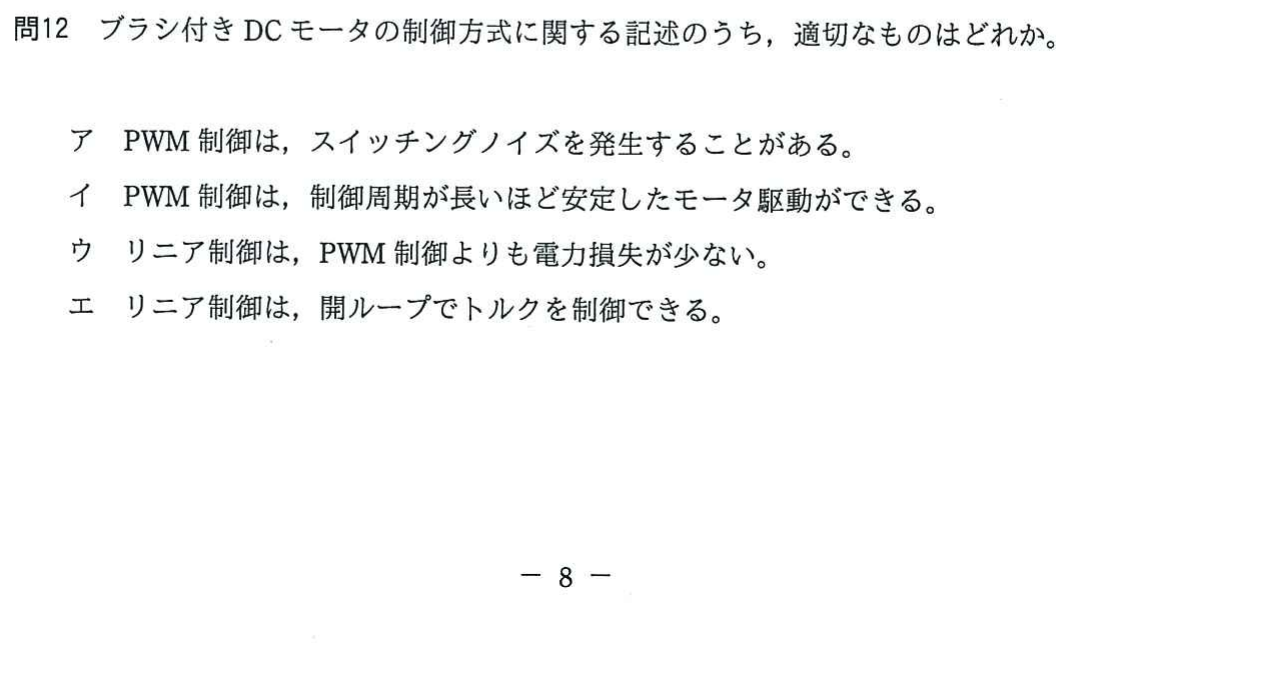 問12 ブラシ付き DC モータの制御方式に関する記述のうち，適切なものはどれか。
ア PWM 制御は，スイッチングノイズを発生することがある。
イ PWM 制御は，制御周期が長いほど安定したモータ駆動ができる。
ウ リニア制御は，PWM 制御よりも電力損失が少ない。
エ リニア制御は，開ループでトルクを制御できる。
－ 8 －